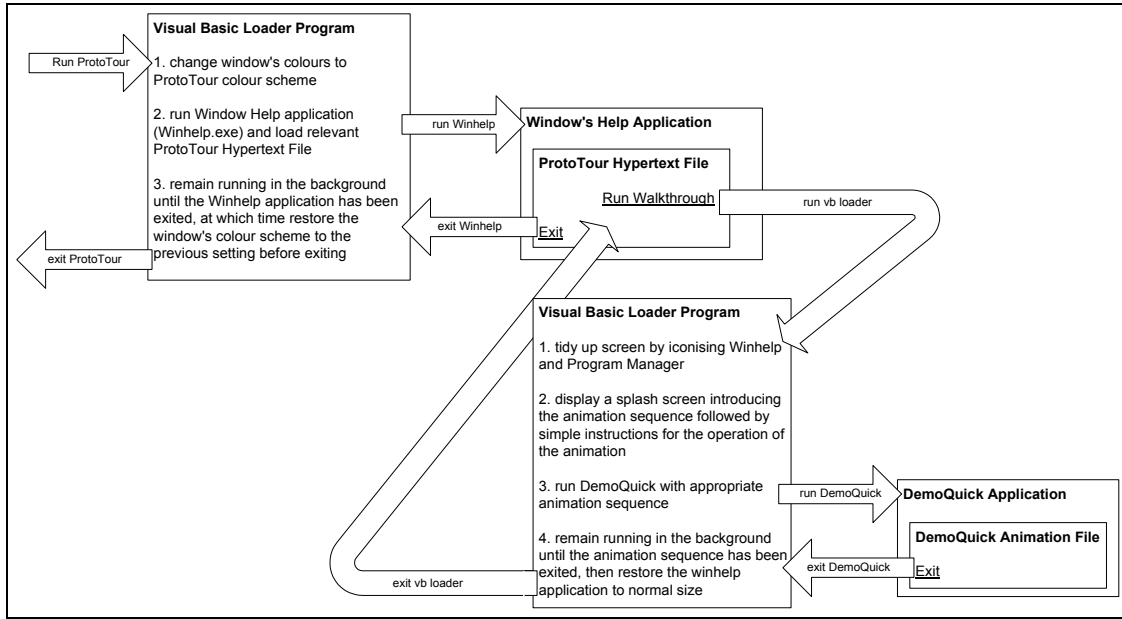 Visual Basic Loader Program
Run ProtoTour
1. change window's colours to
ProtoTour colour scheme
2. run Window Help application
(Winhelp.exe) and load relevant
ProtoTour Hypertext File
3. remain running in the background
until the Winhelp application has been
exited, at which time restore the
window's colour scheme to the
previous setting before exiting
exit ProtoTour
run Winhelp
exit Winhelp
Window's Help Application
ProtoTour Hypertext File
Run Walkthrough
Exit
run vb loader
Visual Basic Loader Program
1. tidy up screen by iconising Winhelp
and Program Manager
2. display a splash screen introducing
the animation sequence followed by
simple instructions for the operation of
the animation
3. run DemoQuick with appropriate
animation sequence
4. remain running in the background
until the animation sequence has been
exited, then restore the winhelp
application to normal size
exit vb loader
run DemoQuick
exit DemoQuick
DemoQuick Application
DemoQuick Animation File
Exit